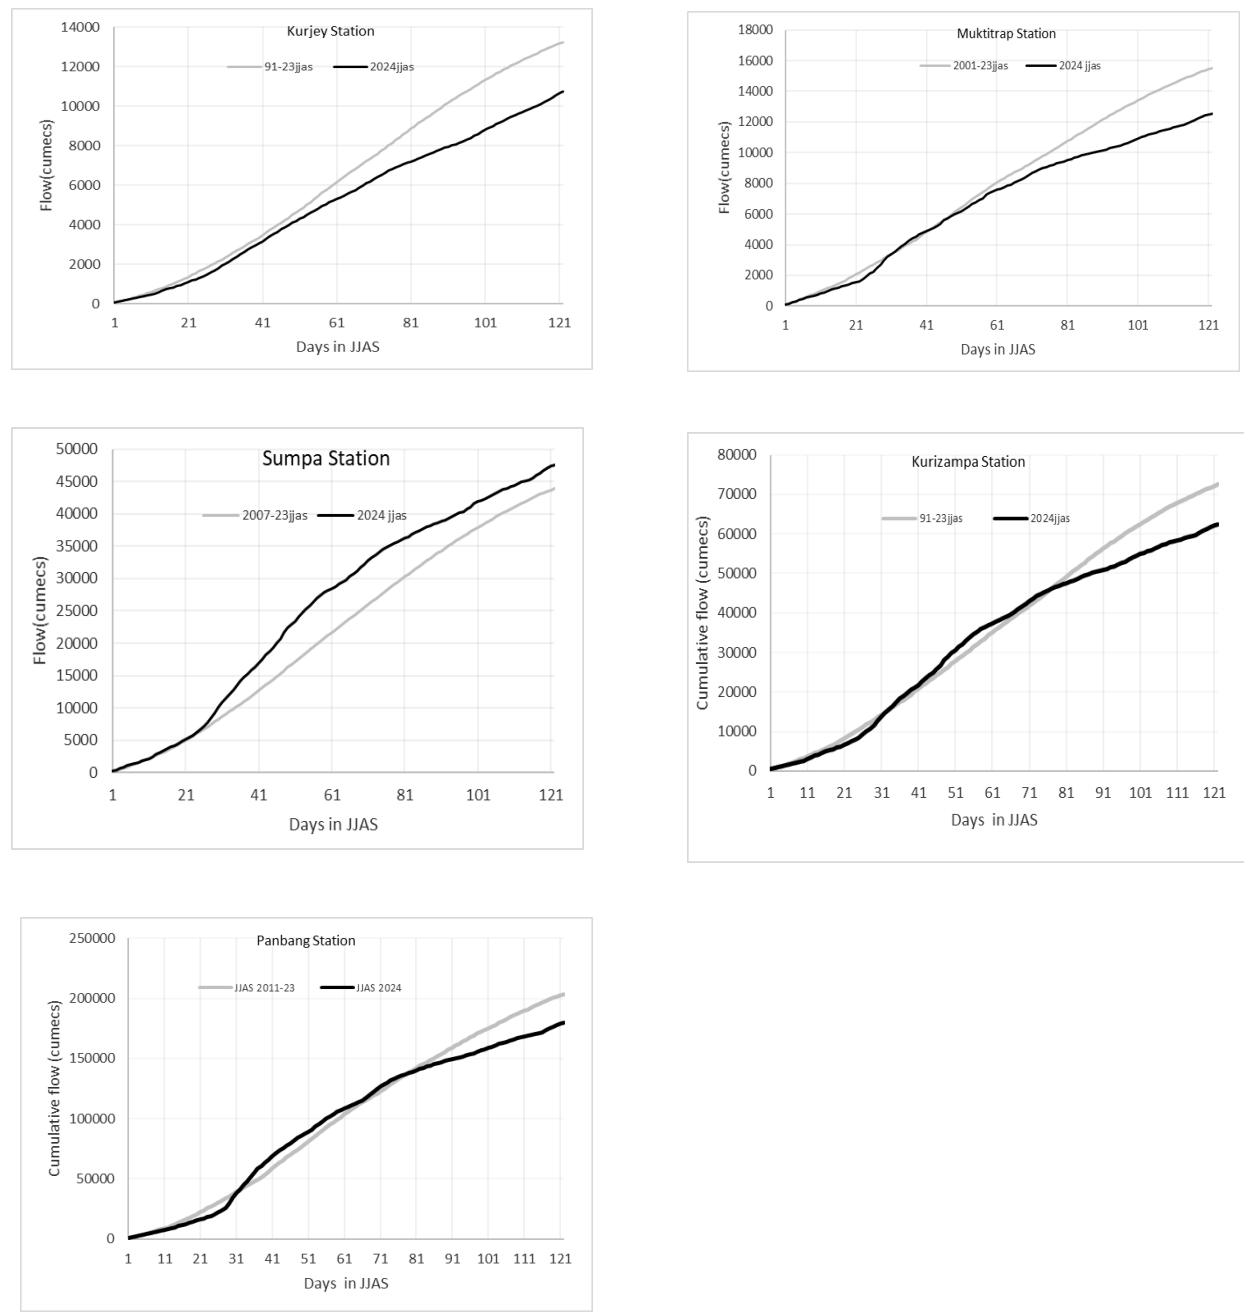 Kurjey Station
91-23jjas
2024jjas
14000
12000
10000
8000
6000
4000
2000
0
Flow(cumecs)
1 21 41 61 81 101 121
Days in JJAS
Muktitrap Station
2001-23jjas
2024 jjas
18000
16000
14000
12000
10000
8000
6000
4000
2000
0
Flow(cumecs)
1 21 41 61 81 101 121
Days in JJAS
Sumpa Station
2007-23jjas
2024 jjas
50000
45000
40000
35000
30000
25000
20000
15000
10000
5000
0
Flow(cumecs)
1 21 41 61 81 101 121
Days in JJAS
Kurizampa Station
91-23jjas
2024jjas
80000
70000
60000
50000
40000
30000
20000
10000
0
Cumulative flow (cumecs)
1 11 21 31 41 51 61 71 81 91 101 111 121
Days in JJAS
Panbang Station
JJAS 2011-23
JJAS 2024
250000
200000
150000
100000
50000
0
Cumulative flow (cumecs)
1 11 21 31 41 51 61 71 81 91 101 111 121
Days in JJAS